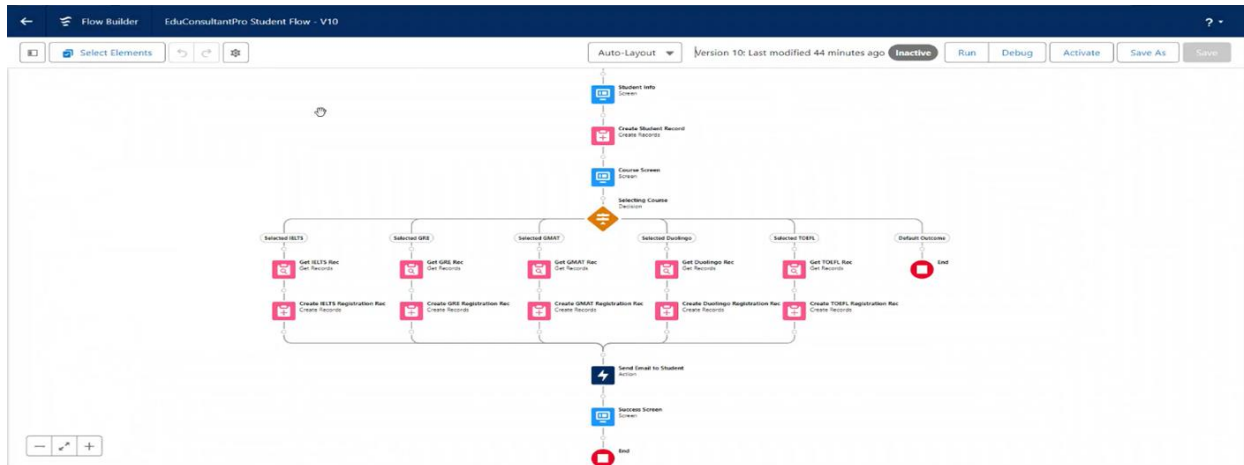 Flow Builder EduConsultantPro Student Flow - V10 ?
Select Elements Auto-Layout Version 10: Last modified 44 minutes ago Inactive Run Debug Activate Save As Save
Student Info
Screen
Create Student Record
Create Records
Course Screen
Screen
Selecting Course
Decision
Selected IELTS Selected GRE Selected GMAT Selected Duolingo Selected TOEFL Default Outcome
Get IELTS Rec Get GRE Rec Get GMAT Rec Get Duolingo Rec Get TOEFL Rec End
Get Records Get Records Get Records Get Records Get Records
Create IELTS Registration Rec Create GRE Registration Rec Create GMAT Registration Rec Create Duolingo Registration Rec Create TOEFL Registration Rec
Create Records Create Records Create Records Create Records Create Records
Send Email to Student
Action
Success Screen
Screen
End